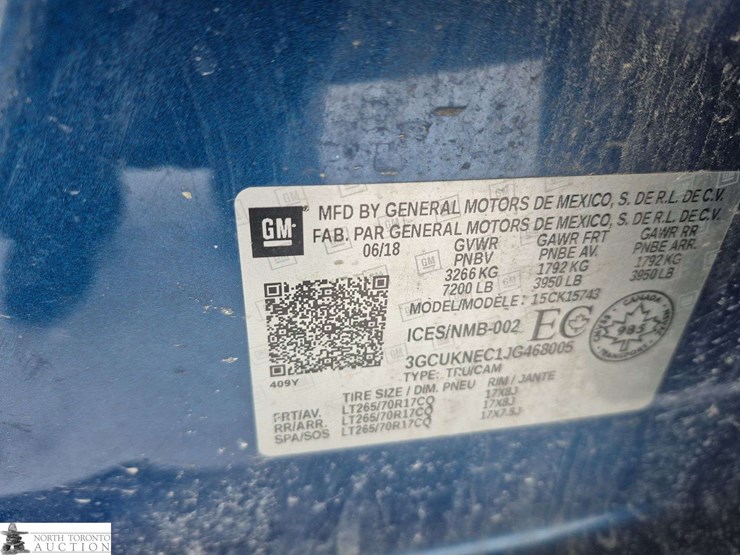 GM
MFD BY GENERAL MOTORS DE MEXICO, S. DE R.L. DE C.V.
FAB. PAR GENERAL MOTORS DE MEXICO, S. DE R.L. DE C.V.
06/18 GVWR GAWR FRT GAWR RR
PNBV PNBE AV. PNBE ARR.
3266 KG 1792 KG 1792 KG
7200 LB 3950 LB 3950 LB
MODEL/MODÈLE: 15CK15743
ICES/NMB-002 EC
CANADA
985
TRANSPORT
3GCUKNEC1JG468005
TYPE: TRU/CAM
409Y
TIRE SIZE / DIM. PNEU RIM / JANTE
FRT/AV. LT265/70R17CQ 17X8J
RR/ARR. LT265/70R17CQ 17X8J
SPA/SOS LT265/70R17CQ 17X7.5J
NORTH TORONTO
AUCTION